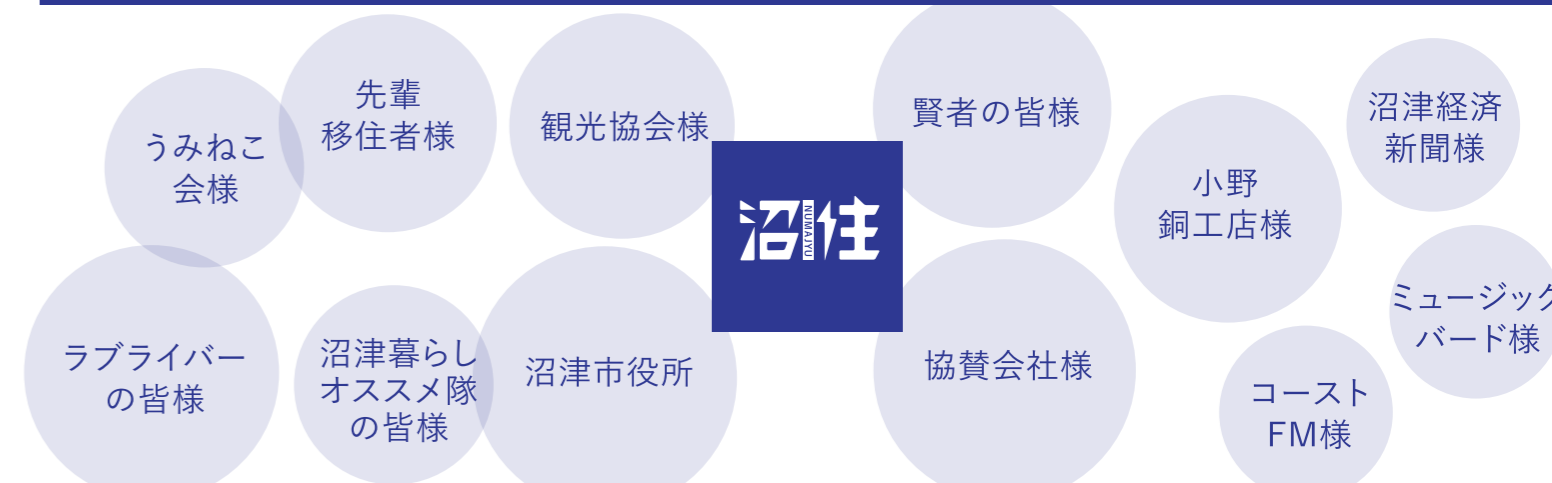 先輩
移住者様
うみねこ
会様
観光協会様
賢者の皆様
沼津経済
新聞様
小野
銅工店様
沼住
NUMAJYU
ラブライバー
の皆様
沼津暮らし
オススメ隊
の皆様
沼津市役所
協賛会社様
ミュージック
バード様
コースト
FM様